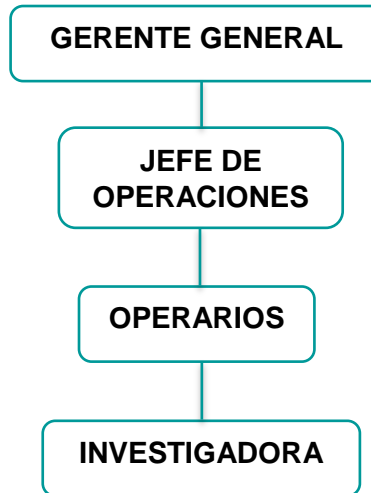 GERENTE GENERAL
JEFE DE
OPERACIONES
OPERARIOS
INVESTIGADORA